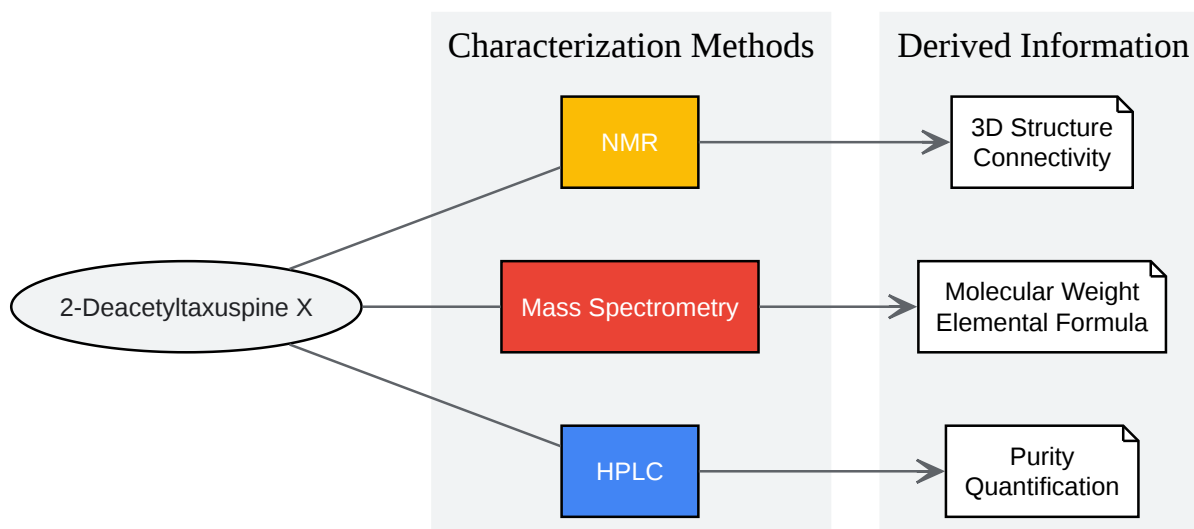 Characterization Methods
Derived Information
NMR
3D Structure
Connectivity
2-Deacetyltaxuspine X
Mass Spectrometry
Molecular Weight
Elemental Formula
HPLC
Purity
Quantification